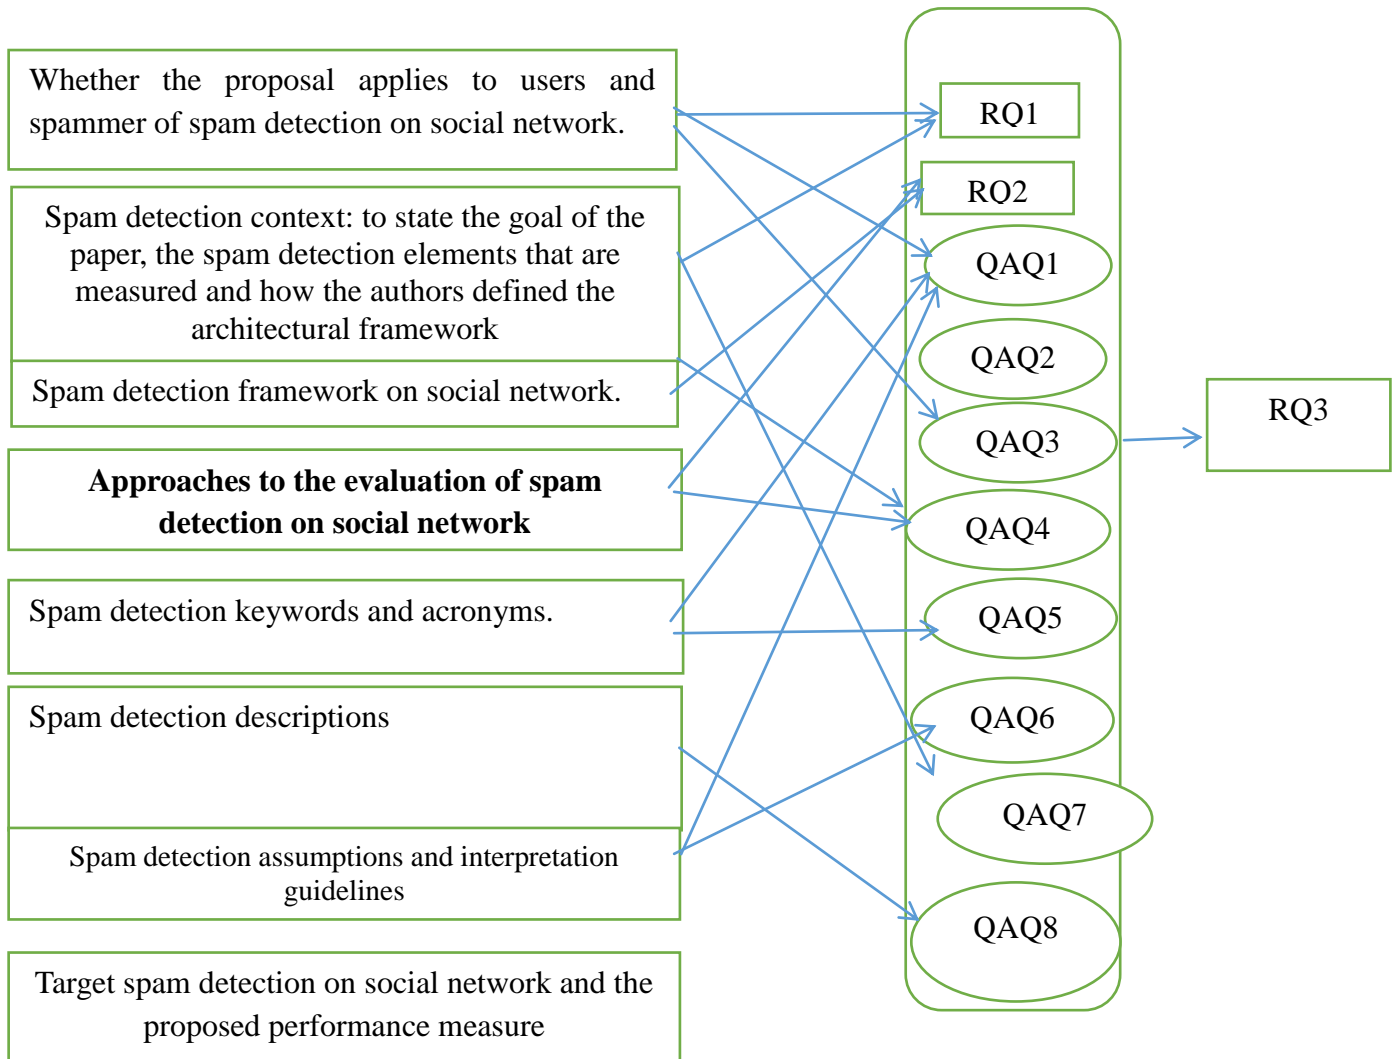 Whether the proposal applies to users and
spammer of spam detection on social network.
Spam detection context: to state the goal of the
paper, the spam detection elements that are
measured and how the authors defined the
architectural framework
Spam detection framework on social network.
Approaches to the evaluation of spam
detection on social network
Spam detection keywords and acronyms.
Spam detection descriptions
Spam detection assumptions and interpretation
guidelines
Target spam detection on social network and the
proposed performance measure
RQ1
RQ2
QAQ1
QAQ2
QAQ3
QAQ4
QAQ5
QAQ6
QAQ7
QAQ8
RQ3